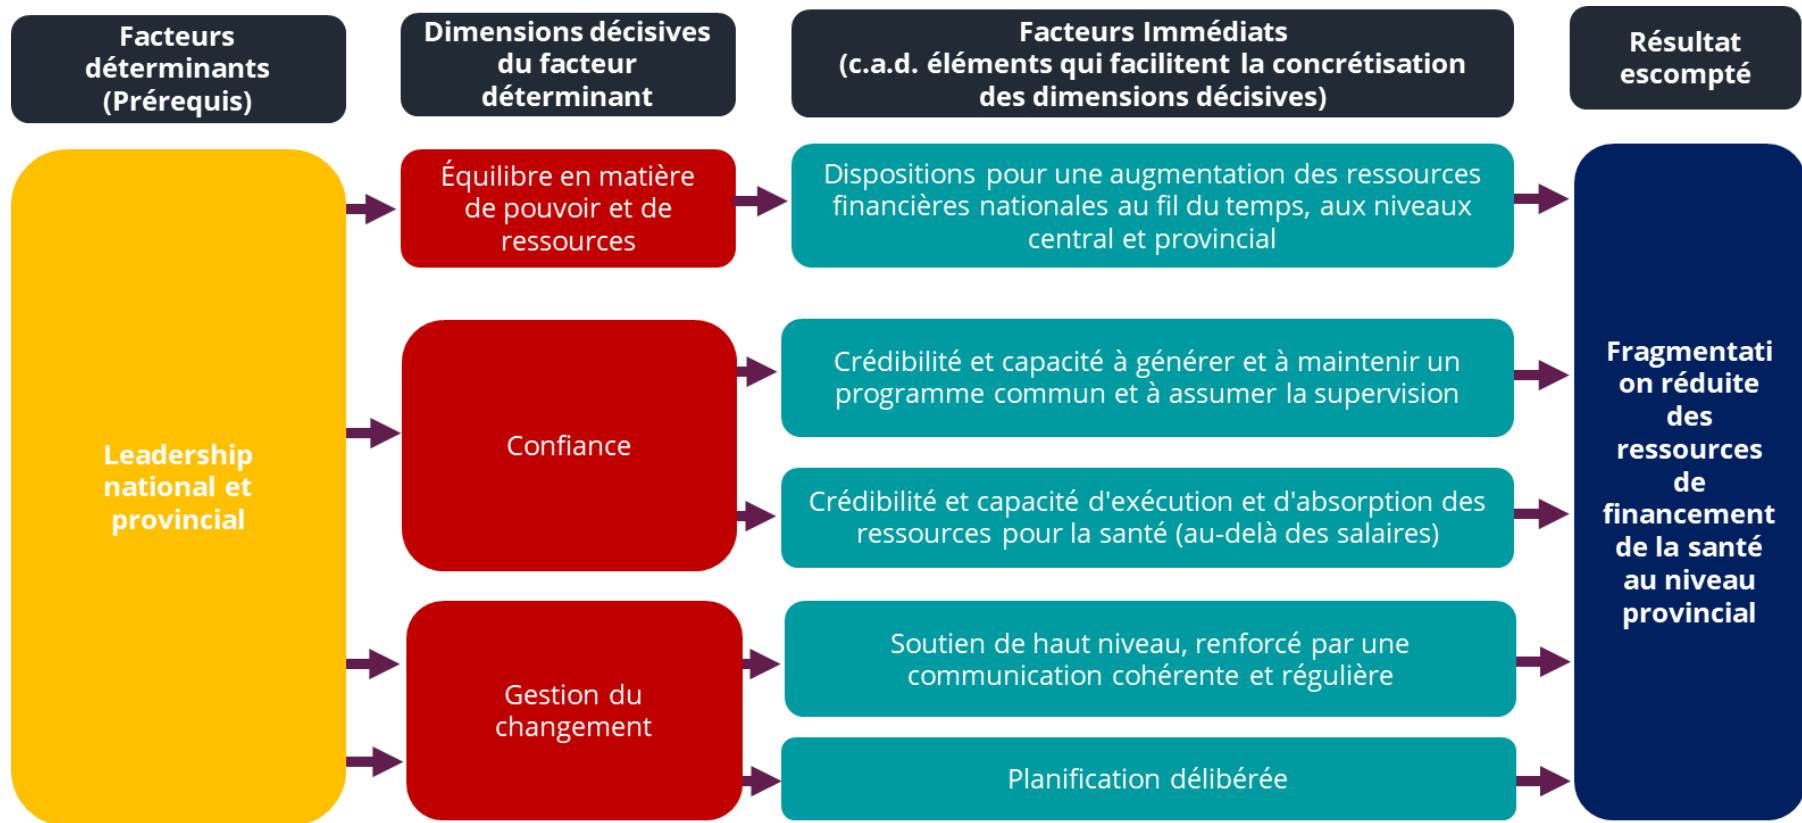 Facteurs
déterminants
(Prérequis)
Dimensions décisives
du facteur
déterminant
Facteurs Immédiats
(c.a.d. éléments qui facilitent la concrétisation
des dimensions décisives)
Résultat
escompté
Leadership
national et
provincial
Équilibre en matière
de pouvoir et de
ressources
Dispositions pour une augmentation des ressources
financières nationales au fil du temps, aux niveaux
central et provincial
Confiance
Crédibilité et capacité à générer et à maintenir un
programme commun et à assumer la supervision
Crédibilité et capacité d'exécution et d'absorption des
ressources pour la santé (au-delà des salaires)
Gestion du
changement
Soutien de haut niveau, renforcé par une
communication cohérente et régulière
Planification délibérée
Fragmentati
on réduite
des
ressources
de
financement
de la santé
au niveau
provincial